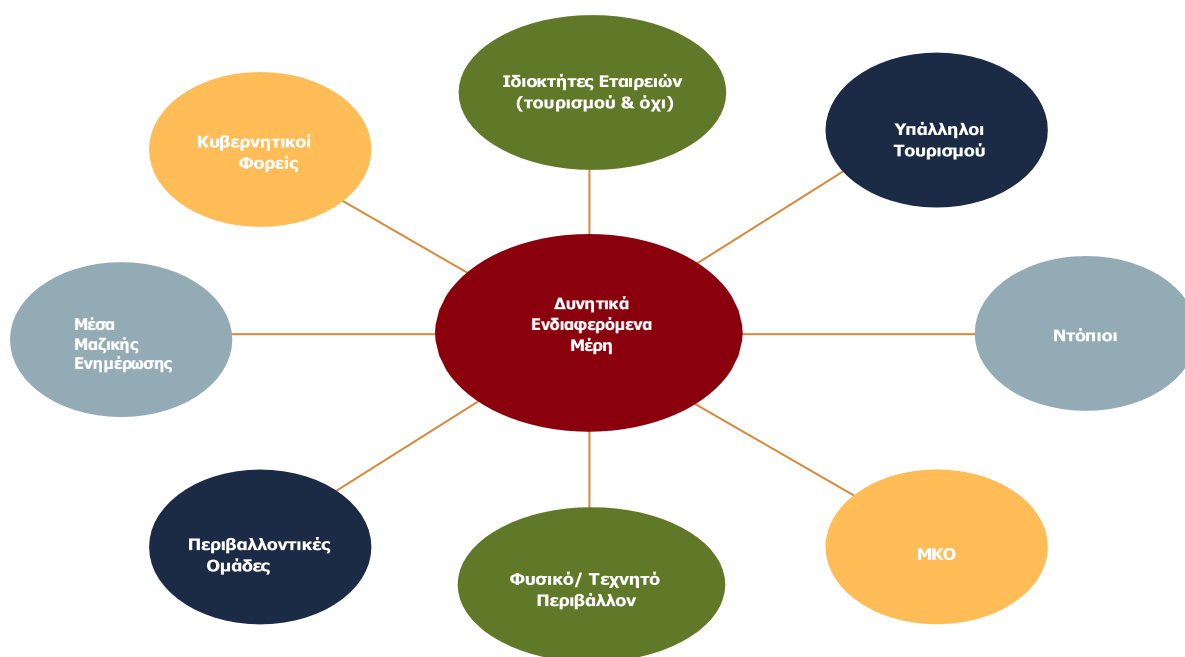 Ιδιοκτήτες Εταιρειών
(τουρισμού & όχι)
Κυβερνητικοί
Φορείς
Υπάλληλοι
Τουρισμού
Δυνητικά
Ενδιαφερόμενα
Μέρη
Μέσα
Μαζικής
Ενημέρωσης
Ντόπιοι
Περιβαλλοντικές
Ομάδες
Φυσικό/ Τεχνητό
Περιβάλλον
ΜΚΟ